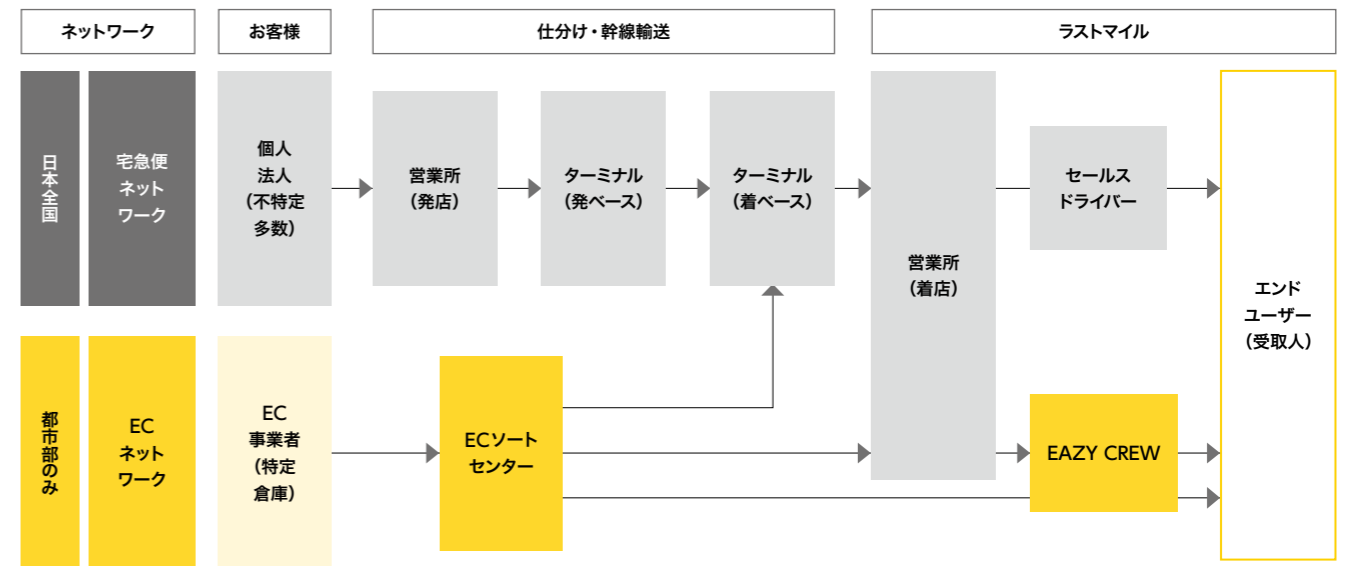 ネットワーク
お客様
仕分け・幹線輸送
ラストマイル
日本全国
宅急便
ネット
ワーク
個人
法人
(不特定
多数)
営業所
(発店)
ターミナル
(発ベース)
ターミナル
(着ベース)
営業所
(着店)
セールス
ドライバー
エンド
ユーザー
(受取人)
都市部のみ
EC
ネット
ワーク
EC
事業者
(特定
倉庫)
ECソート
センター
EAZY CREW